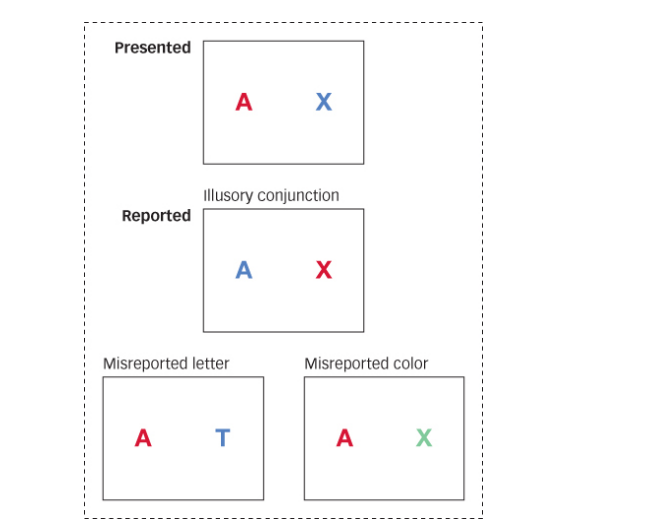 Presented
A X
Illusory conjunction
Reported
A X
Misreported letter
Misreported color
A T
A X